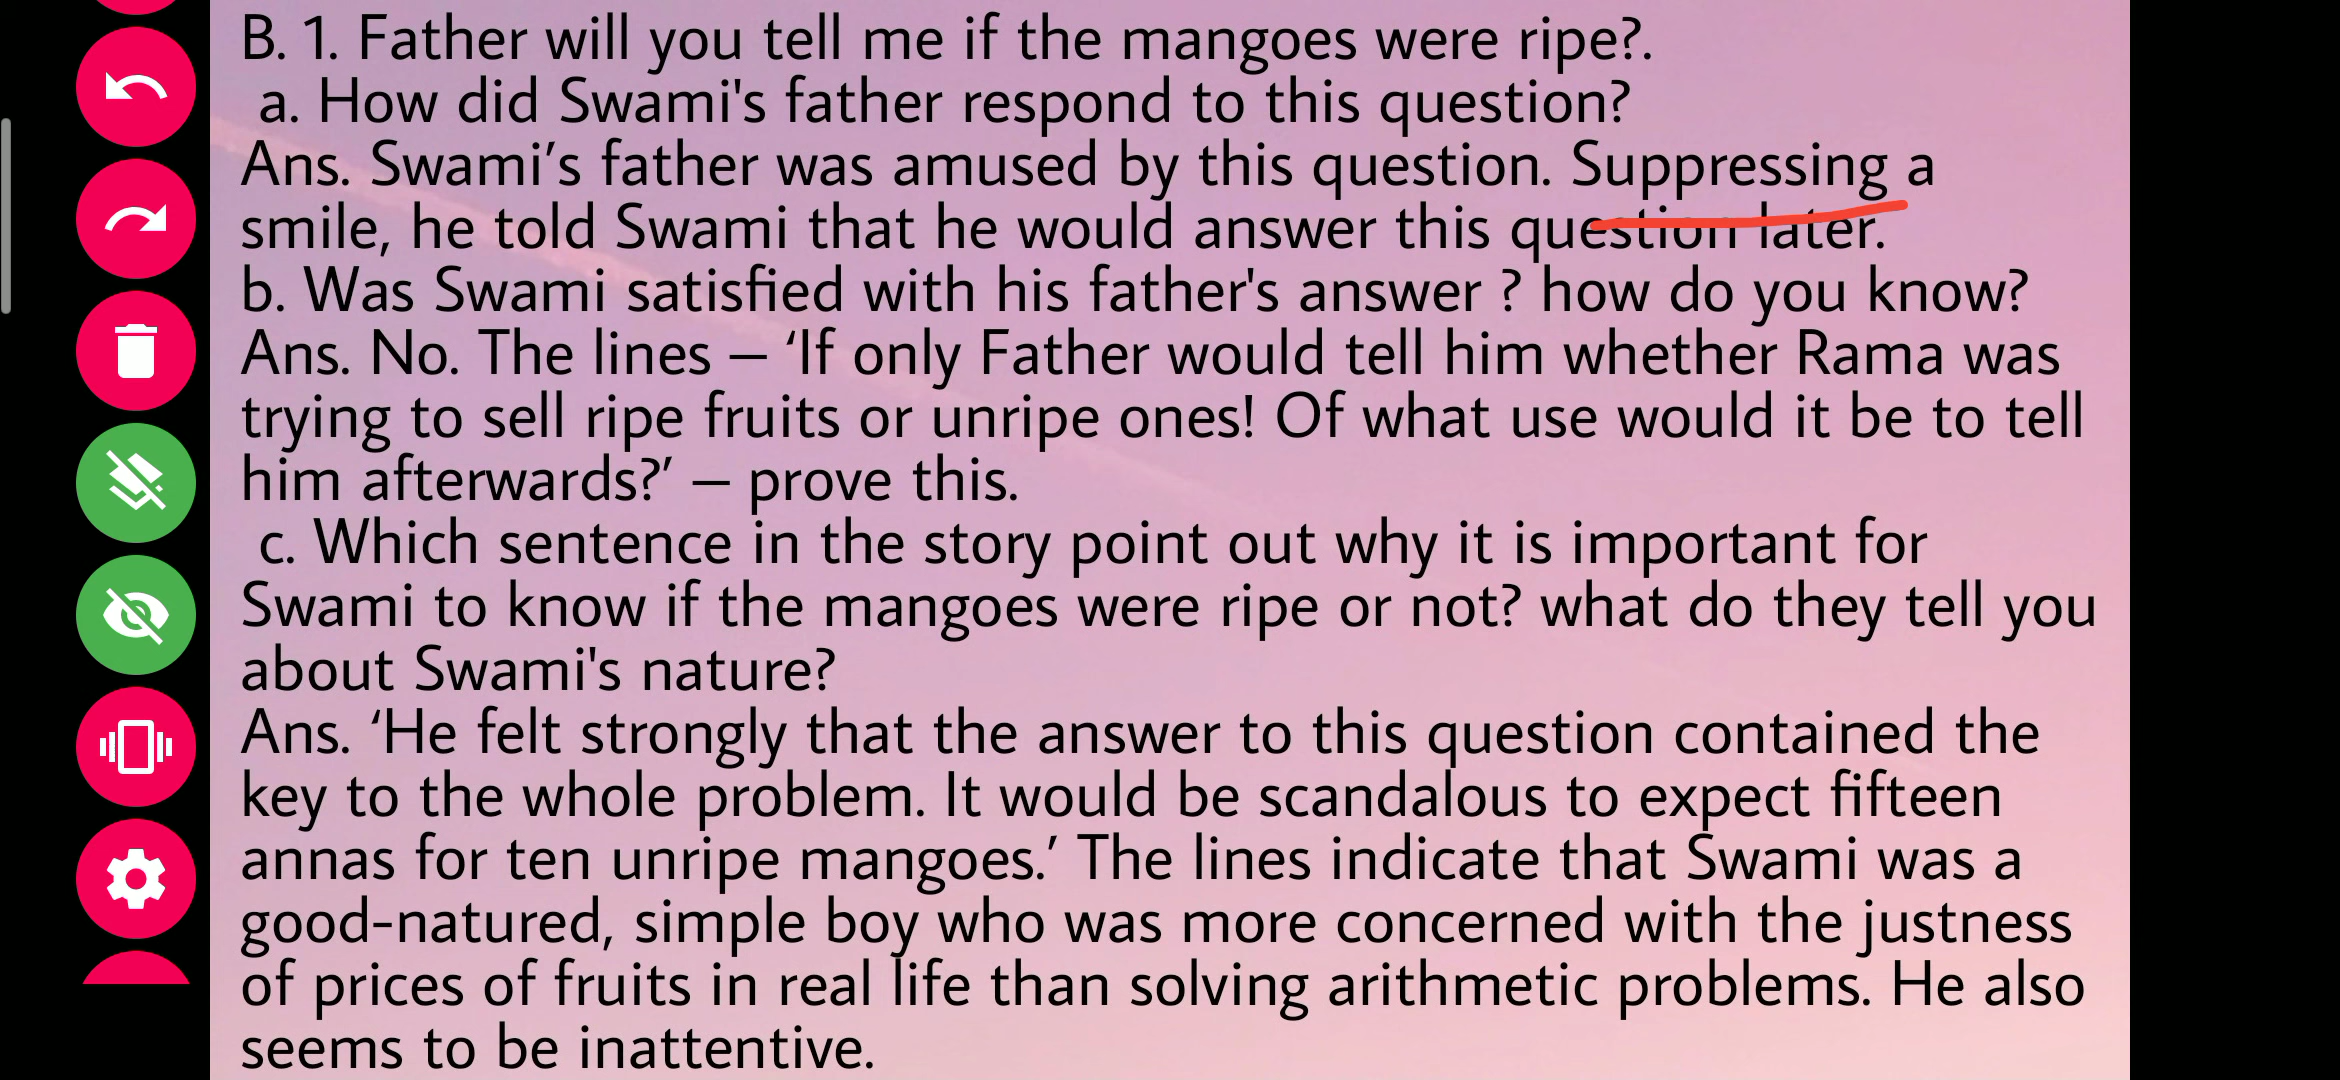 B. 1. Father will you tell me if the mangoes were ripe?.
a. How did Swami's father respond to this question?
Ans. Swami’s father was amused by this question. Suppressing a
smile, he told Swami that he would answer this question later.
b. Was Swami satisfied with his father's answer ? how do you know?
Ans. No. The lines – ‘If only Father would tell him whether Rama was
trying to sell ripe fruits or unripe ones! Of what use would it be to tell
him afterwards?’ – prove this.
c. Which sentence in the story point out why it is important for
Swami to know if the mangoes were ripe or not? what do they tell you
about Swami's nature?
Ans. ‘He felt strongly that the answer to this question contained the
key to the whole problem. It would be scandalous to expect fifteen
annas for ten unripe mangoes.’ The lines indicate that Swami was a
good-natured, simple boy who was more concerned with the justness
of prices of fruits in real life than solving arithmetic problems. He also
seems to be inattentive.